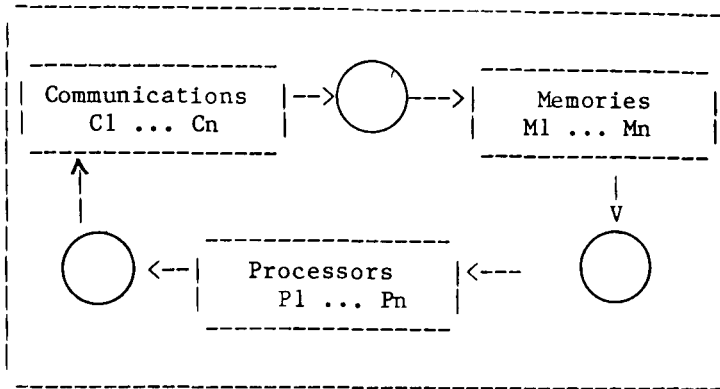 Communications
C1 ... Cn
Memories
M1 ... Mn
Processors
P1 ... Pn